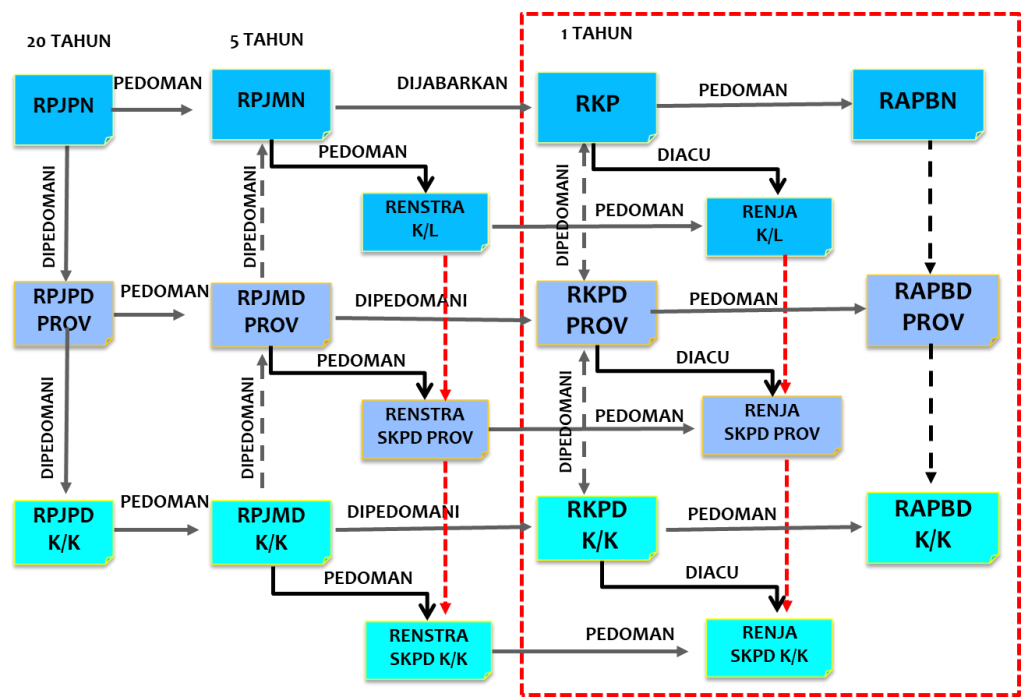 20 TAHUN
5 TAHUN
1 TAHUN
RPJPN
PEDOMAN
RPJMN
DIJABARKAN
RKP
PEDOMAN
RAPBN
PEDOMAN
DIACU
DIPEDOMANI
DIPEDOMANI
DIPEDOMANI
RENSTRA
K/L
PEDOMAN
RENJA
K/L
RPJPD
PROV
PEDOMAN
RPJMD
PROV
DIPEDOMANI
RKPD
PROV
PEDOMAN
RAPBD
PROV
PEDOMAN
DIACU
DIPEDOMANI
DIPEDOMANI
DIPEDOMANI
RENSTRA
SKPD PROV
PEDOMAN
RENJA
SKPD PROV
RPJPD
K/K
PEDOMAN
RPJMD
K/K
DIPEDOMANI
RKPD
K/K
PEDOMAN
RAPBD
K/K
PEDOMAN
DIACU
RENSTRA
SKPD K/K
PEDOMAN
RENJA
SKPD K/K